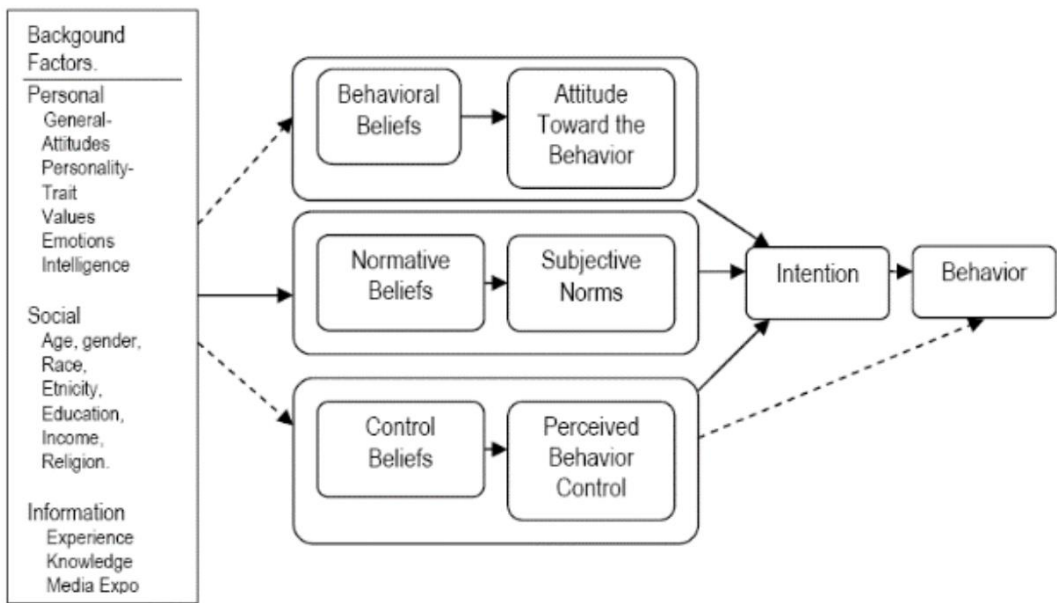 Backgound
Factors.
Personal
General-
Attitudes
Personality-
Trait
Values
Emotions
Intelligence
Social
Age, gender,
Race,
Etnicity,
Education,
Income,
Religion.
Information
Experience
Knowledge
Media Expo
Behavioral
Beliefs
Attitude
Toward the
Behavior
Normative
Beliefs
Subjective
Norms
Control
Beliefs
Perceived
Behavior
Control
Intention
Behavior